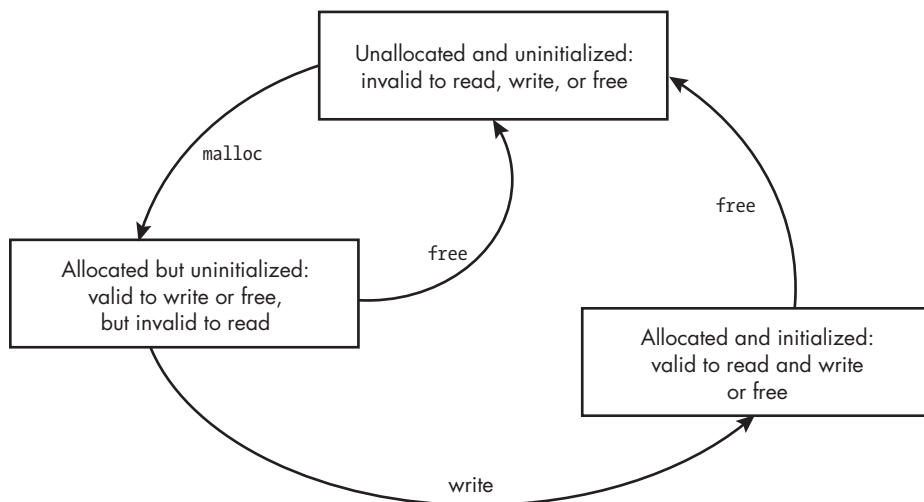 Unallocated and uninitialized:
invalid to read, write, or free
malloc
free
free
Allocated but uninitialized:
valid to write or free,
but invalid to read
Allocated and initialized:
valid to read and write
or free
write